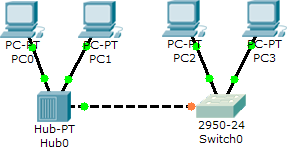 PC-PT
PC0
PC-PT
PC1
PC-PT
PC2
PC-PT
PC3
Hub-PT
Hub0
2950-24
Switch0